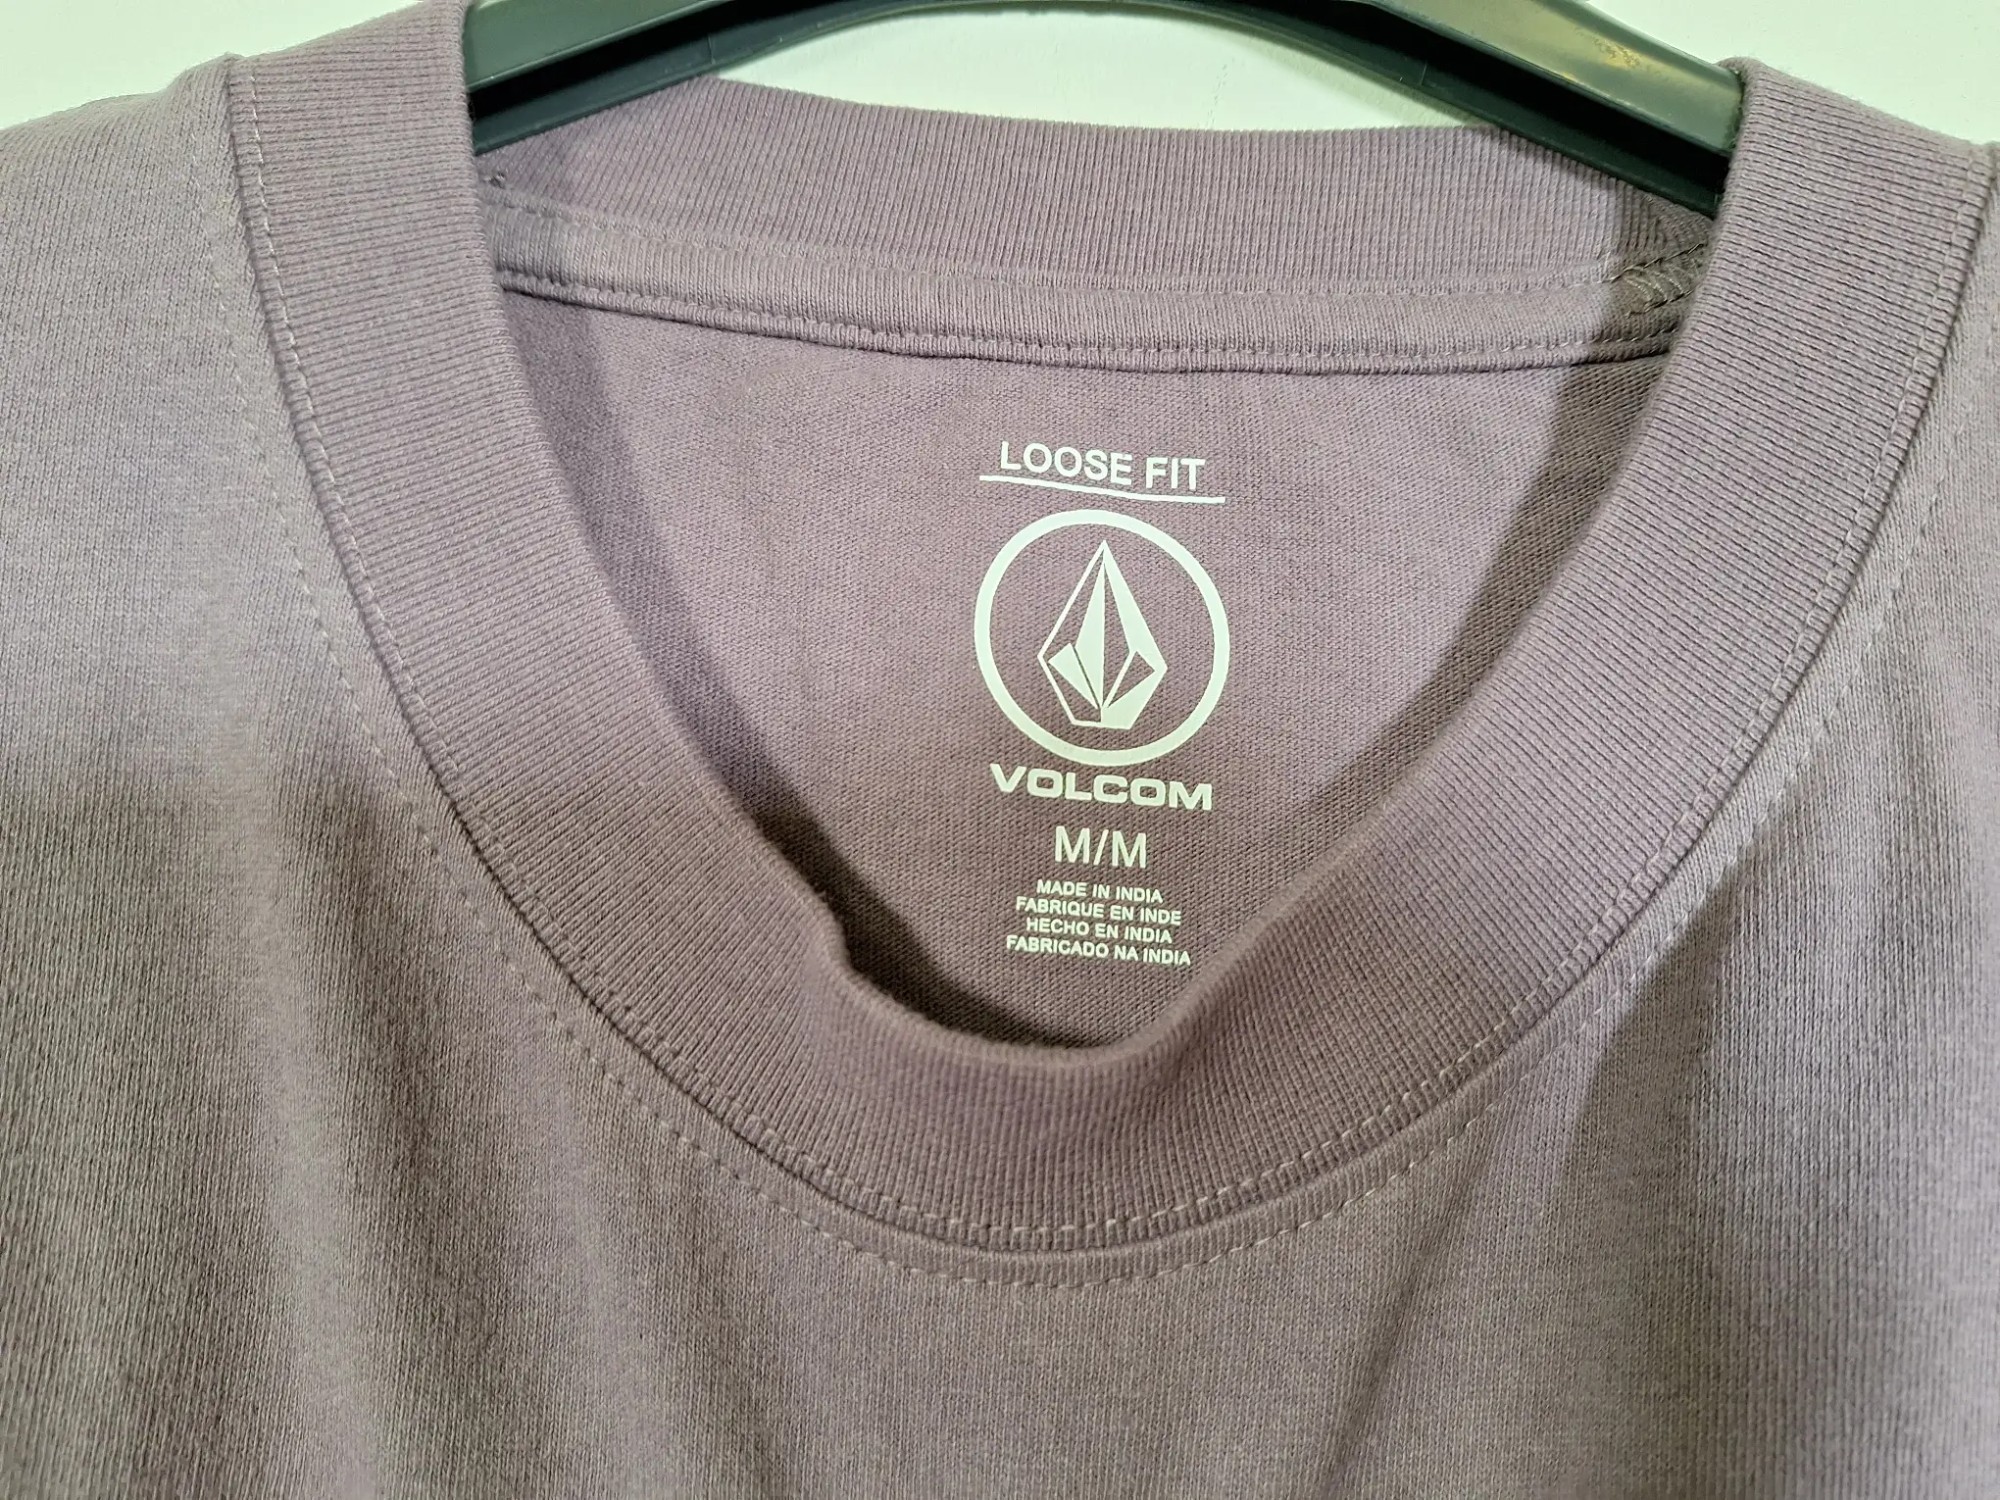 LOOSE FIT
VOLCOM
M/M
MADE IN INDIA
FABRIQUE EN INDE
HECHO EN INDIA
FABRICADO NA INDIA